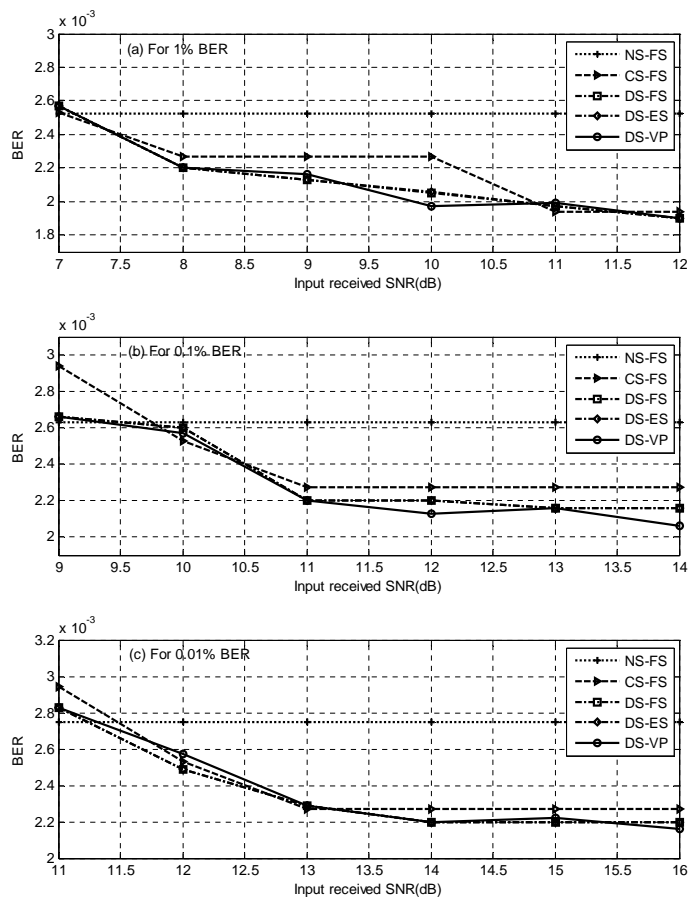 x 10-3
3
2.8
2.6
2.4
2.2
2
1.8
BER
(a) For 1% BER
NS-FS
CS-FS
DS-FS
DS-ES
DS-VP
7 7.5 8 8.5 9 9.5 10 10.5 11 11.5 12
Input received SNR(dB)
x 10-3
3
2.8
2.6
2.4
2.2
2
BER
(b) For 0.1% BER
NS-FS
CS-FS
DS-FS
DS-ES
DS-VP
9 9.5 10 10.5 11 11.5 12 12.5 13 13.5 14
Input received SNR(dB)
x 10-3
3.2
3
2.8
2.6
2.4
2.2
2
BER
(c) For 0.01% BER
NS-FS
CS-FS
DS-FS
DS-ES
DS-VP
11 11.5 12 12.5 13 13.5 14 14.5 15 15.5 16
Input received SNR(dB)